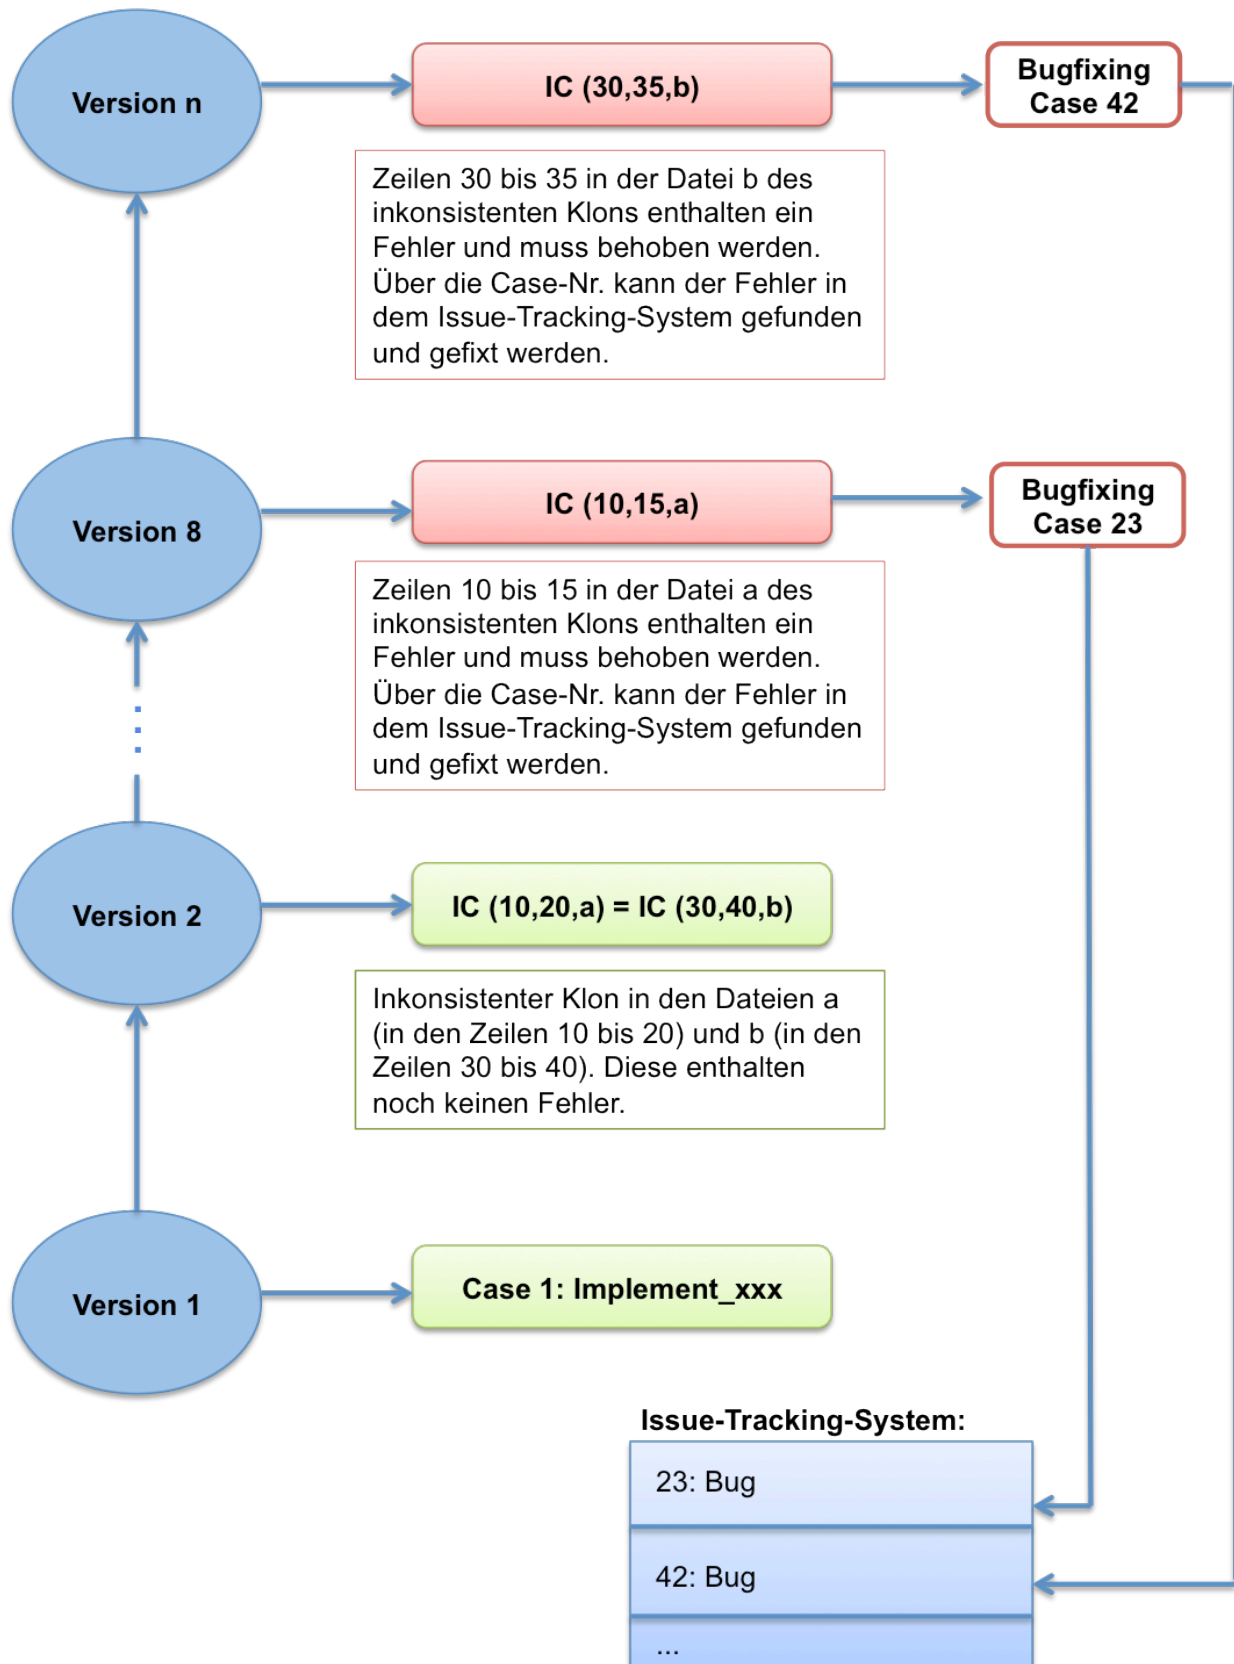 Version n
IC (30,35,b)
Bugfixing
Case 42
Zeilen 30 bis 35 in der Datei b des
inkonsistenten Klons enthalten ein
Fehler und muss behoben werden.
Über die Case-Nr. kann der Fehler in
dem Issue-Tracking-System gefunden
und gefixt werden.
Version 8
IC (10,15,a)
Bugfixing
Case 23
Zeilen 10 bis 15 in der Datei a des
inkonsistenten Klons enthalten ein
Fehler und muss behoben werden.
Über die Case-Nr. kann der Fehler in
dem Issue-Tracking-System gefunden
und gefixt werden.
Version 2
IC (10,20,a) = IC (30,40,b)
Inkonsistenter Klon in den Dateien a
(in den Zeilen 10 bis 20) und b (in den
Zeilen 30 bis 40). Diese enthalten
noch keinen Fehler.
Version 1
Case 1: Implement_xxx
Issue-Tracking-System:
23: Bug
42: Bug
...